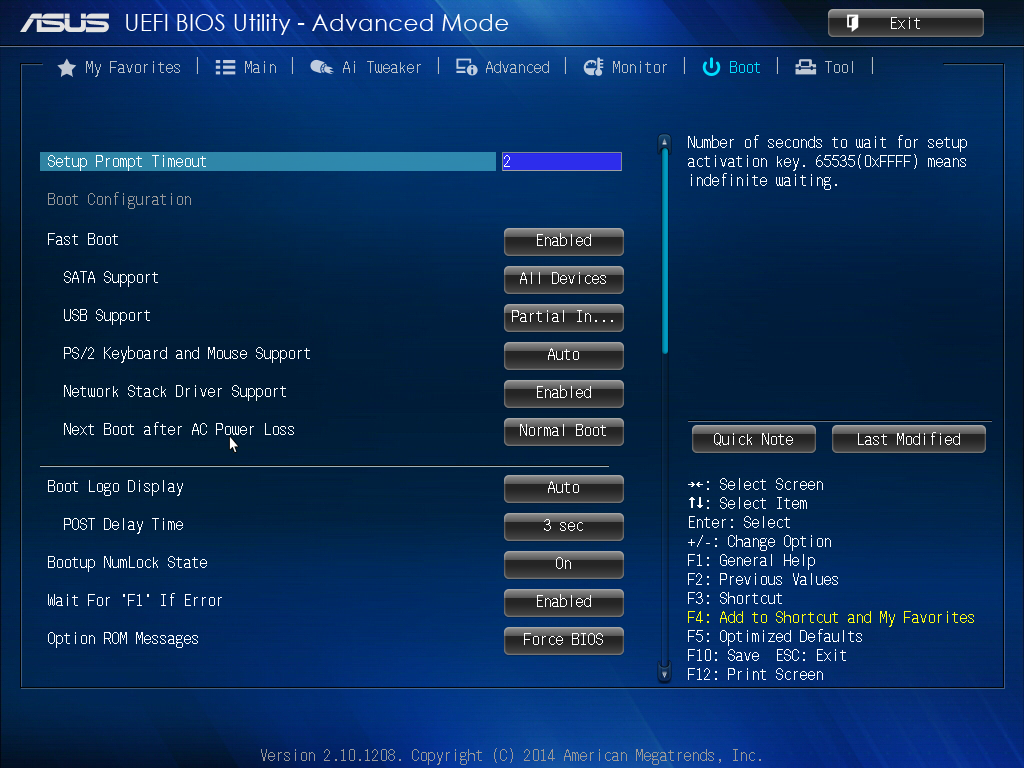 ASUS UEFI BIOS Utility - Advanced Mode Exit
My Favorites Main Ai Tweaker Advanced Monitor Boot Tool
Setup Prompt Timeout 2
Boot Configuration
Fast Boot Enabled
SATA Support All Devices
USB Support Partial In...
PS/2 Keyboard and Mouse Support Auto
Network Stack Driver Support Enabled
Next Boot after AC Power Loss Normal Boot
Boot Logo Display Auto
POST Delay Time 3 sec
Bootup NumLock State On
Wait For 'F1' If Error Enabled
Option ROM Messages Force BIOS
Number of seconds to wait for setup
activation key. 65535(0xFFFF) means
indefinite waiting.
Quick Note Last Modified
→←: Select Screen
↑↓: Select Item
Enter: Select
+/-: Change Option
F1: General Help
F2: Previous Values
F3: Shortcut
F4: Add to Shortcut and My Favorites
F5: Optimized Defaults
F10: Save ESC: Exit
F12: Print Screen
Version 2.10.1208. Copyright (C) 2014 American Megatrends, Inc.